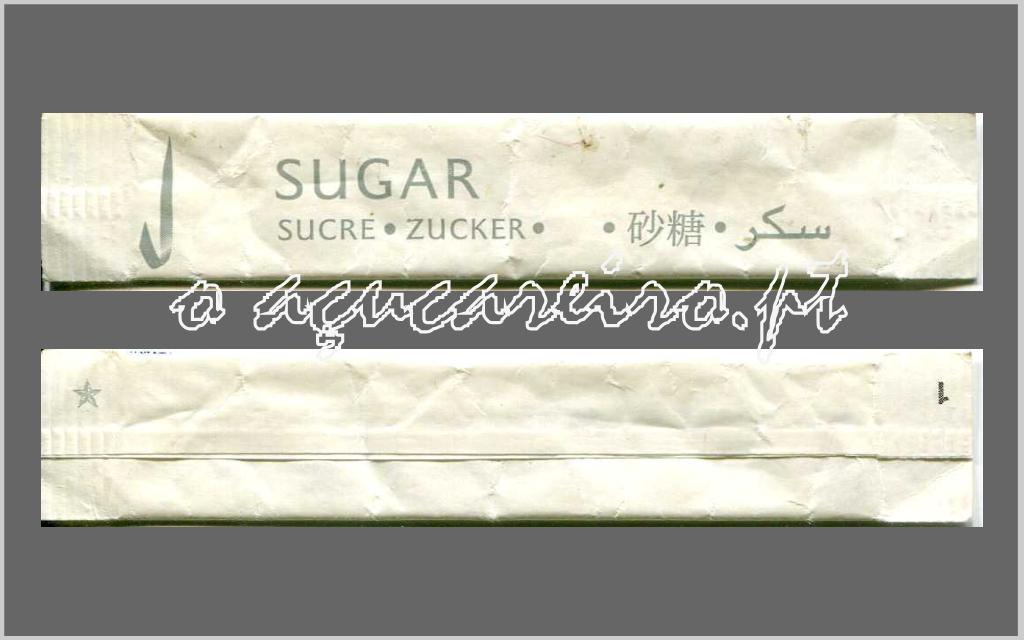 SUGAR
SUCRE • ZUCKER • • 砂糖 • سكر
o açucareiro.pt